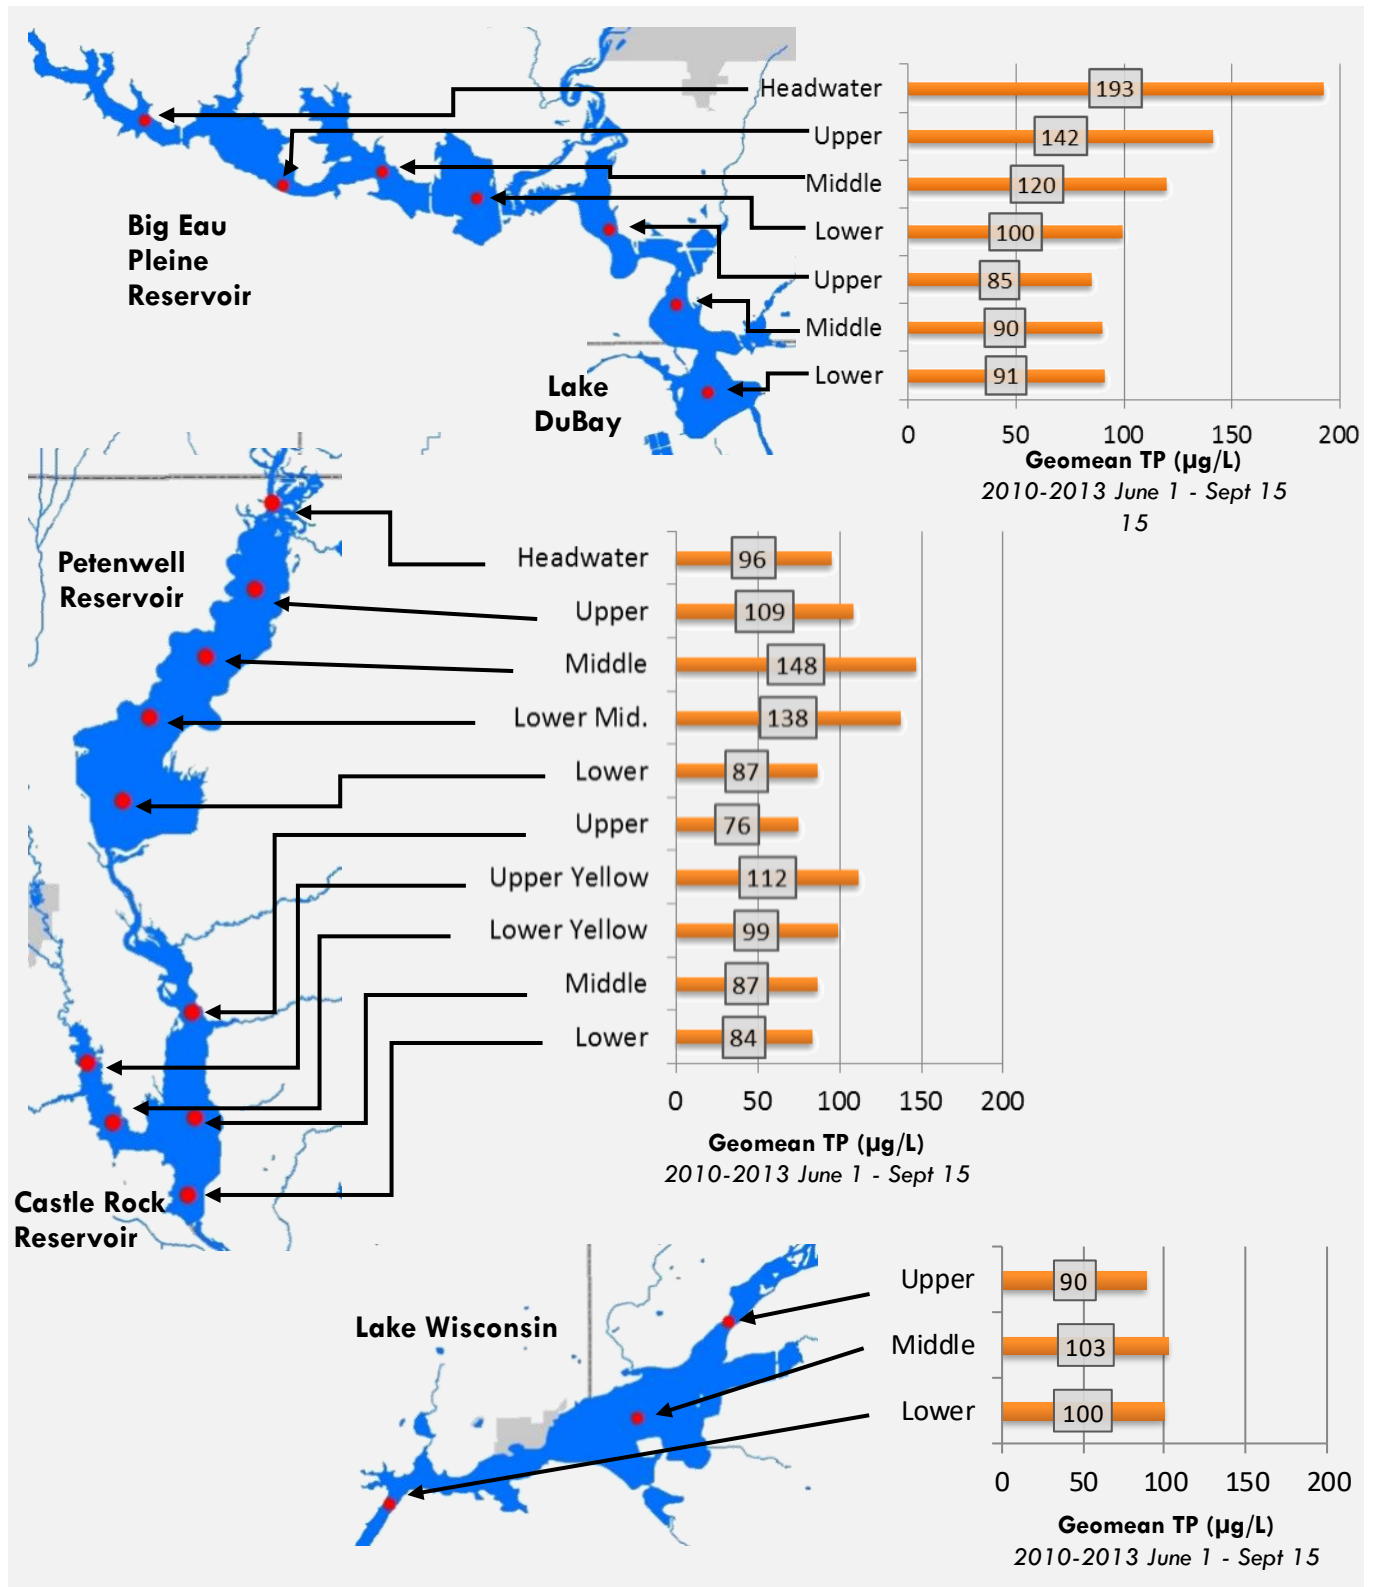 Headwater 193
Upper 142
Middle 120
Lower 100
Upper 85
Middle 90
Lower 91
Big Eau
Pleine
Reservoir
Lake
DuBay
0 50 100 150 200
Geomean TP (µg/L)
2010-2013 June 1 - Sept 15
15
Petenwell
Reservoir
Headwater 96
Upper 109
Middle 148
Lower Mid. 138
Lower 87
Upper 76
Upper Yellow 112
Lower Yellow 99
Middle 87
Lower 84
0 50 100 150 200
Geomean TP (µg/L)
2010-2013 June 1 - Sept 15
Castle Rock
Reservoir
Lake Wisconsin
Upper 90
Middle 103
Lower 100
0 50 100 150 200
Geomean TP (µg/L)
2010-2013 June 1 - Sept 15